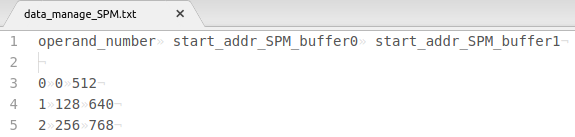 data_manage_SPM.txt ×
1 operand_number» start_addr_SPM_buffer0» start_addr_SPM_buffer1¬
2 ¬
3 0»0»512¬
4 1»128»640¬
5 2»256»768¬